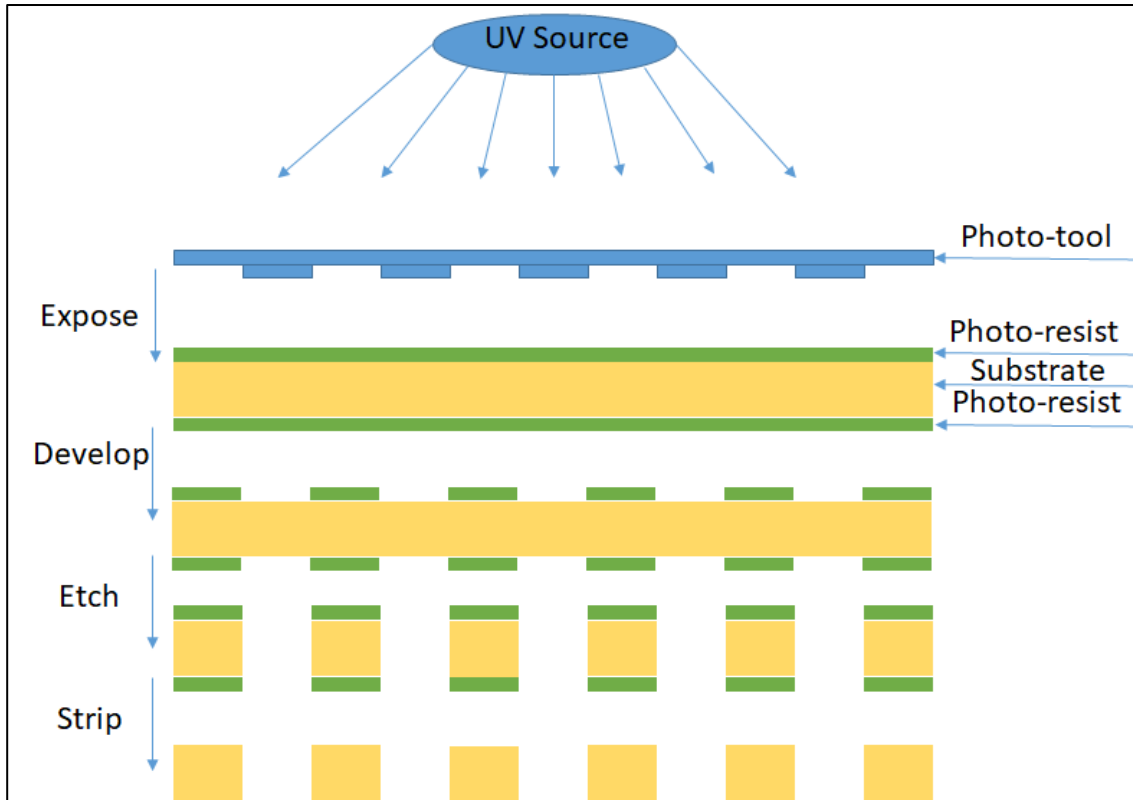 UV Source
Photo-tool
Expose
Photo-resist
Substrate
Photo-resist
Develop
Etch
Strip